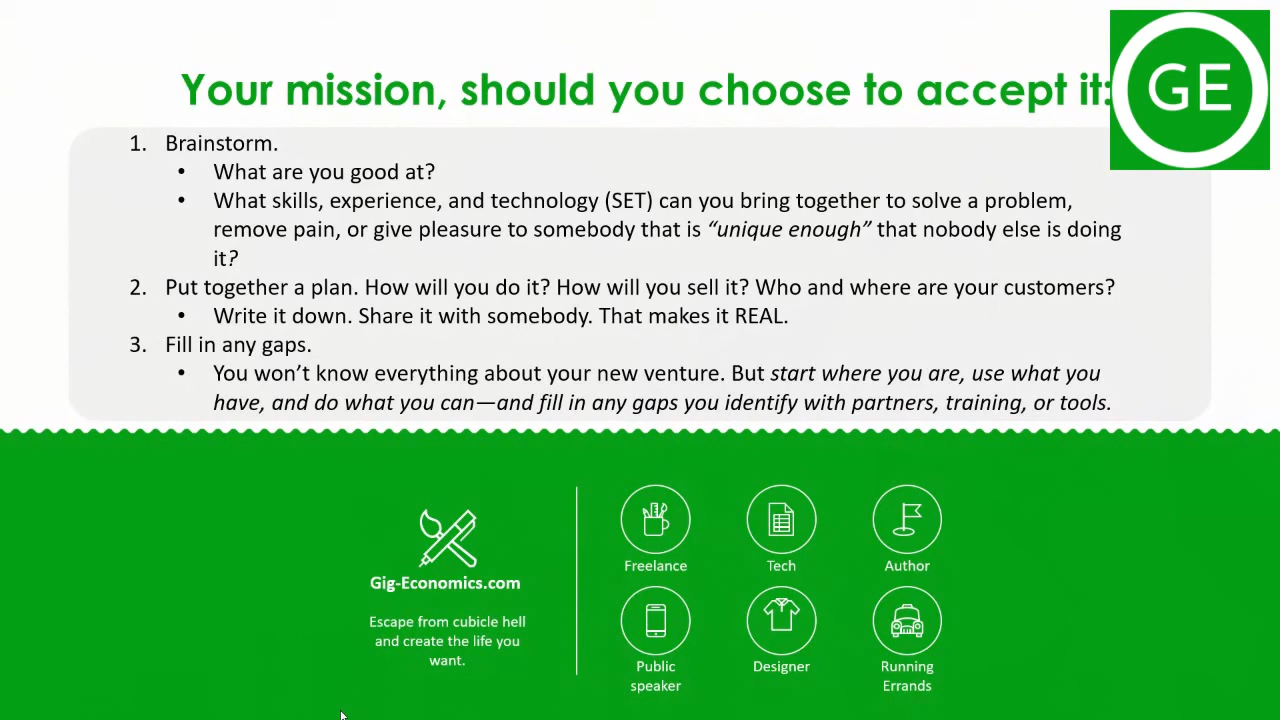 Your mission, should you choose to accept it:
GE
1. Brainstorm.
• What are you good at?
• What skills, experience, and technology (SET) can you bring together to solve a problem,
remove pain, or give pleasure to somebody that is “unique enough” that nobody else is doing
it?
2. Put together a plan. How will you do it? How will you sell it? Who and where are your customers?
• Write it down. Share it with somebody. That makes it REAL.
3. Fill in any gaps.
• You won’t know everything about your new venture. But start where you are, use what you
have, and do what you can—and fill in any gaps you identify with partners, training, or tools.
Gig-Economics.com
Escape from cubicle hell
and create the life you
want.
Freelance
Tech
Author
Public
speaker
Designer
Running
Errands